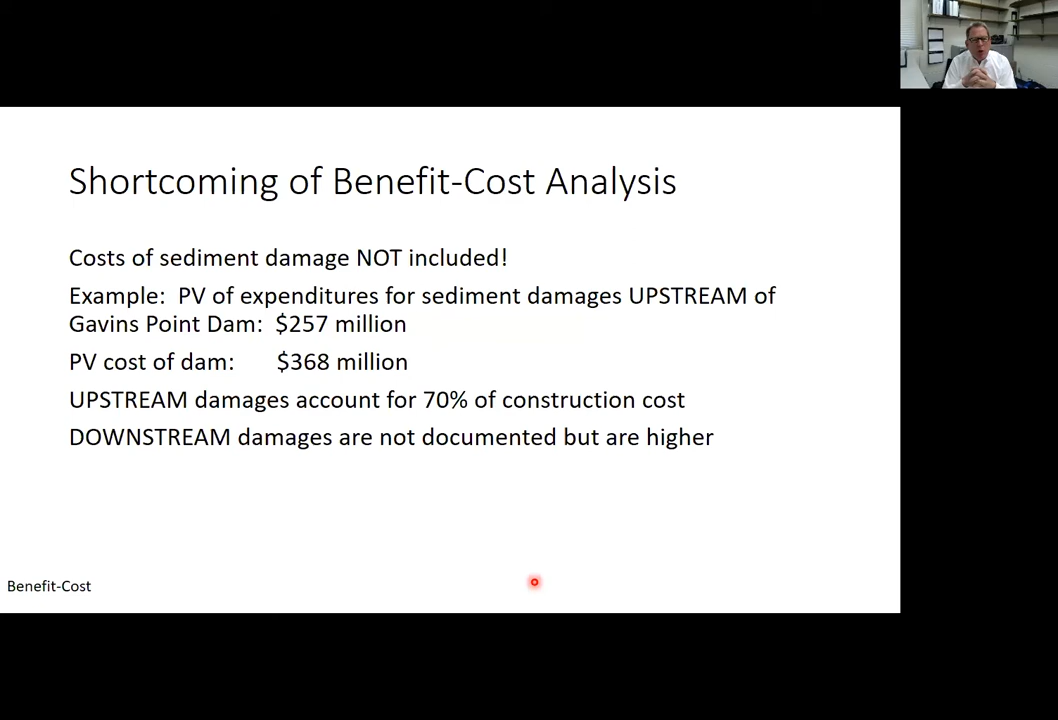 Shortcoming of Benefit-Cost Analysis
Costs of sediment damage NOT included!
Example: PV of expenditures for sediment damages UPSTREAM of
Gavins Point Dam: $257 million
PV cost of dam: $368 million
UPSTREAM damages account for 70% of construction cost
DOWNSTREAM damages are not documented but are higher
Benefit-Cost